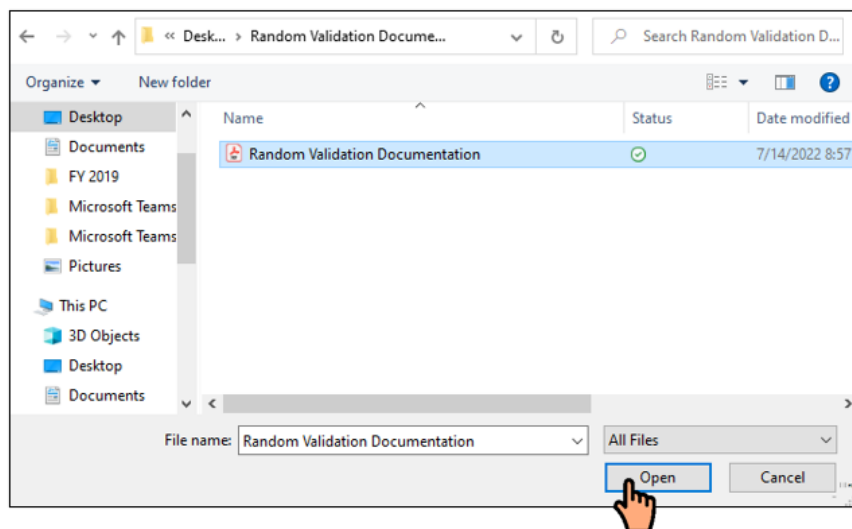 « Desk... › Random Validation Docume...
Search Random Validation D...
Organize
New folder
Name
Status
Date modified
Desktop
Documents
FY 2019
Microsoft Teams
Microsoft Teams
Pictures
This PC
3D Objects
Desktop
Documents
Random Validation Documentation
7/14/2022 8:57
File name:
Random Validation Documentation
All Files
Open
Cancel